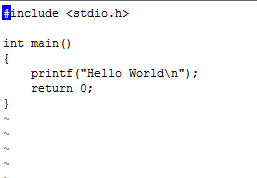 #include <stdio.h>

int main()
{
    printf("Hello World\n");
    return 0;
}
~
~
~
~
~